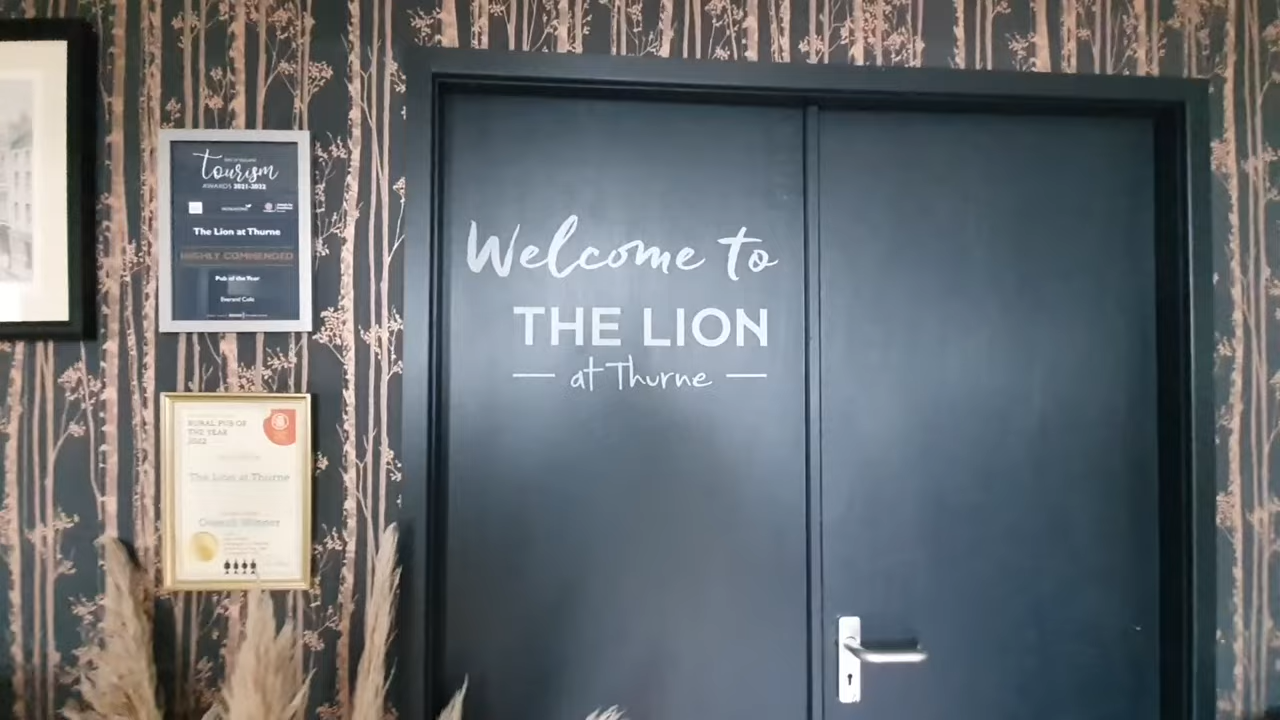 tourism
AWARDS 2021-2022
The Lion at Thurne
HIGHLY COMMENDED
Pub of the Year
RURAL PUB OF
THE YEAR
2022
The Lion at Thurne
Overall Winner
Welcome to
THE LION
at Thurne